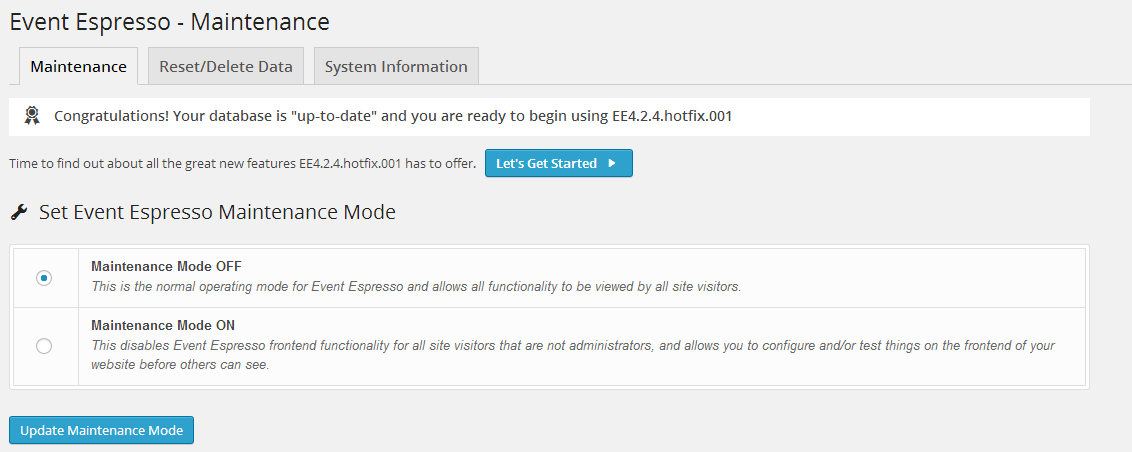 Event Espresso - Maintenance
Maintenance
Reset/Delete Data
System Information
Congratulations! Your database is "up-to-date" and you are ready to begin using EE4.2.4.hotfix.001
Time to find out about all the great new features EE4.2.4.hotfix.001 has to offer.
Let's Get Started
Set Event Espresso Maintenance Mode
Maintenance Mode OFF
This is the normal operating mode for Event Espresso and allows all functionality to be viewed by all site visitors.
Maintenance Mode ON
This disables Event Espresso frontend functionality for all site visitors that are not administrators, and allows you to configure and/or test things on the frontend of your
website before others can see.
Update Maintenance Mode